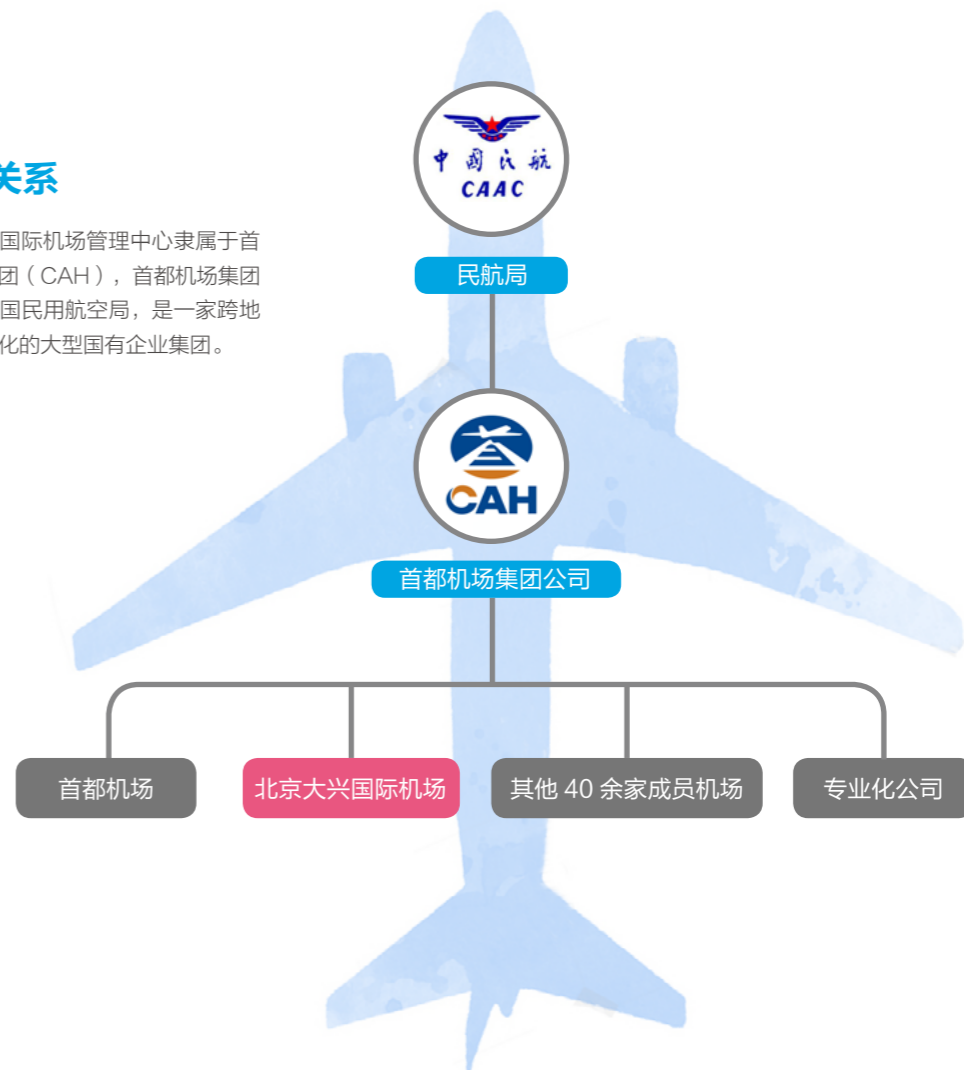 关系
国际机场管理中心隶属于首
团（CAH），首都机场集团
国民用航空局，是一家跨地
化的大型国有企业集团。
中國民航
CAAC
民航局
CAH
首都机场集团公司
首都机场
北京大兴国际机场
其他 40 余家成员机场
专业化公司